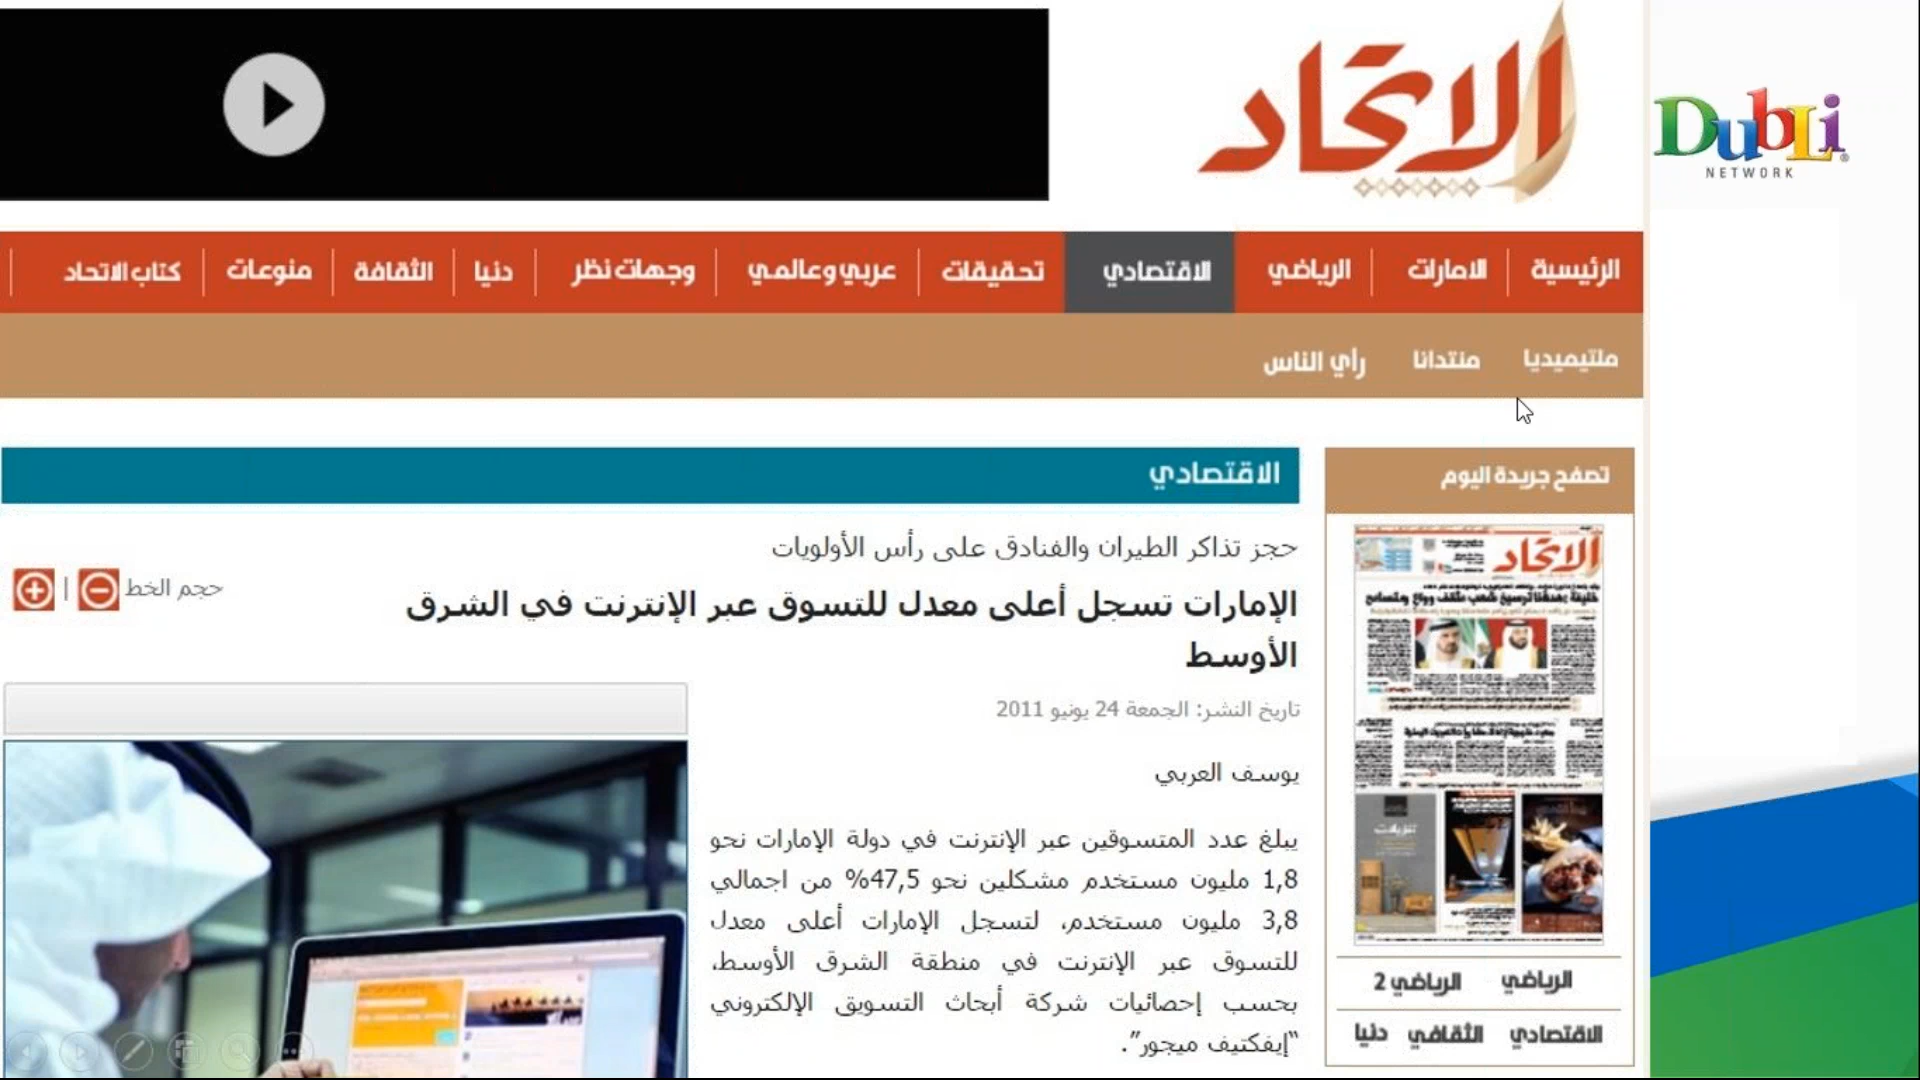 الاتحاد
DubLi
NETWORK
الرئيسية
الامارات
الرياضي
الاقتصادي
تحقيقات
عربي وعالمي
وجهات نظر
دنيا
الثقافة
منوعات
كتاب الاتحاد
ملتيميديا
منتدانا
رأي الناس
تصفح جريدة اليوم
الاتحاد
الرياضي
الرياضي 2
الاقتصادي
الثقافي
دنيا
الاقتصادي
حجز تذاكر الطيران والفنادق على رأس الأولويات
الإمارات تسجل أعلى معدل للتسوق عبر الإنترنت في الشرق
الأوسط
حجم الخط
تاريخ النشر: الجمعة 24 يونيو 2011
يوسف العربي
يبلغ عدد المتسوقين عبر الإنترنت في دولة الإمارات نحو
1,8 مليون مستخدم مشكلين نحو 47,5% من اجمالي
3,8 مليون مستخدم، لتسجل الإمارات أعلى معدل
للتسوق عبر الإنترنت في منطقة الشرق الأوسط،
بحسب إحصائيات شركة أبحاث التسويق الإلكتروني
“إيفكتيف ميجور”.